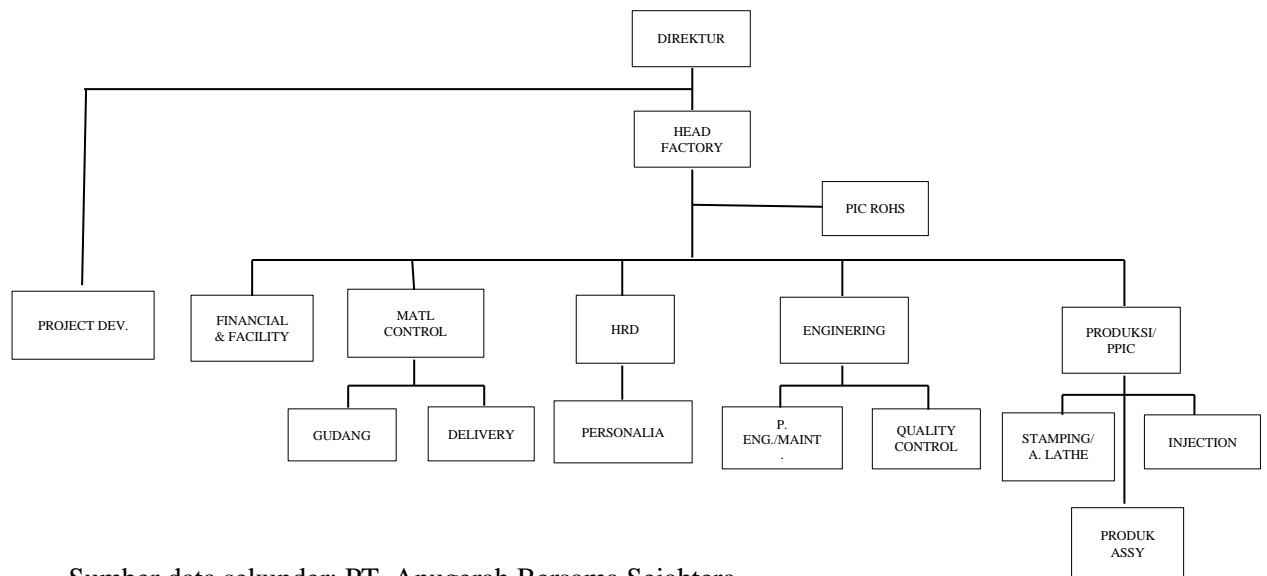 DIREKTUR
HEAD
FACTORY
PIC ROHS
PROJECT DEV.
FINANCIAL
& FACILITY
MATL
CONTROL
HRD
ENGINERING
PRODUKSI/
PPIC
GUDANG
DELIVERY
PERSONALIA
P.
ENG./MAINT
.
QUALITY
CONTROL
STAMPING/
A. LATHE
INJECTION
PRODUK
ASSY
Sumber data sekunder: PT. Anugerah Bersama Sejahtera